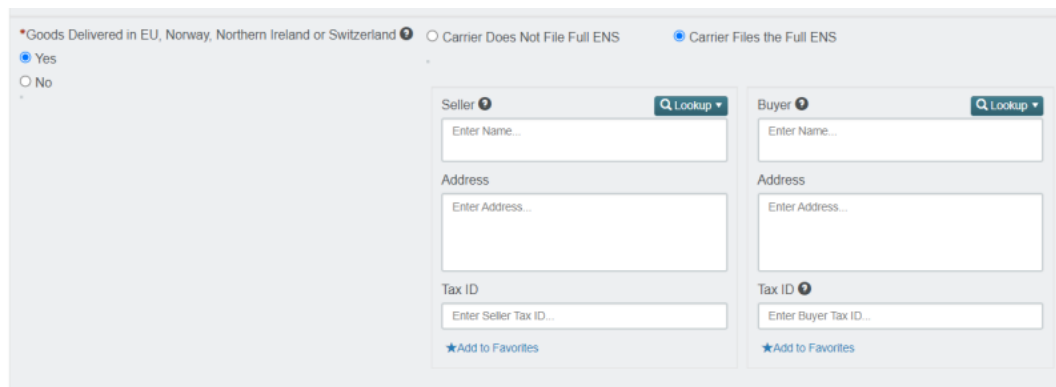 *Goods Delivered in EU, Norway, Northern Ireland or Switzerland ?
Yes
No
Carrier Does Not File Full ENS
Carrier Files the Full ENS
Seller ?
Lookup
Enter Name...
Address
Enter Address...
Tax ID
Enter Seller Tax ID...
★Add to Favorites
Buyer ?
Lookup
Enter Name...
Address
Enter Address...
Tax ID ?
Enter Buyer Tax ID...
★Add to Favorites